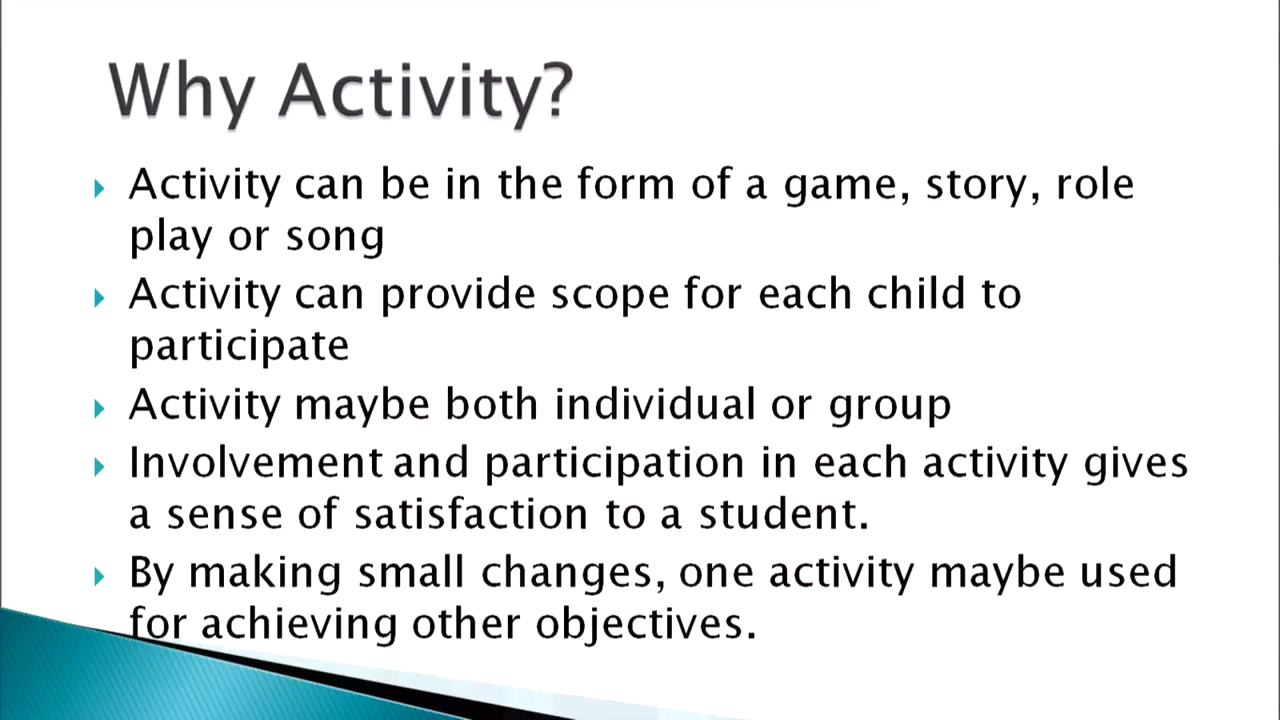 Why Activity?
Activity can be in the form of a game, story, role
play or song
Activity can provide scope for each child to
participate
Activity maybe both individual or group
Involvement and participation in each activity gives
a sense of satisfaction to a student.
By making small changes, one activity maybe used
for achieving other objectives.